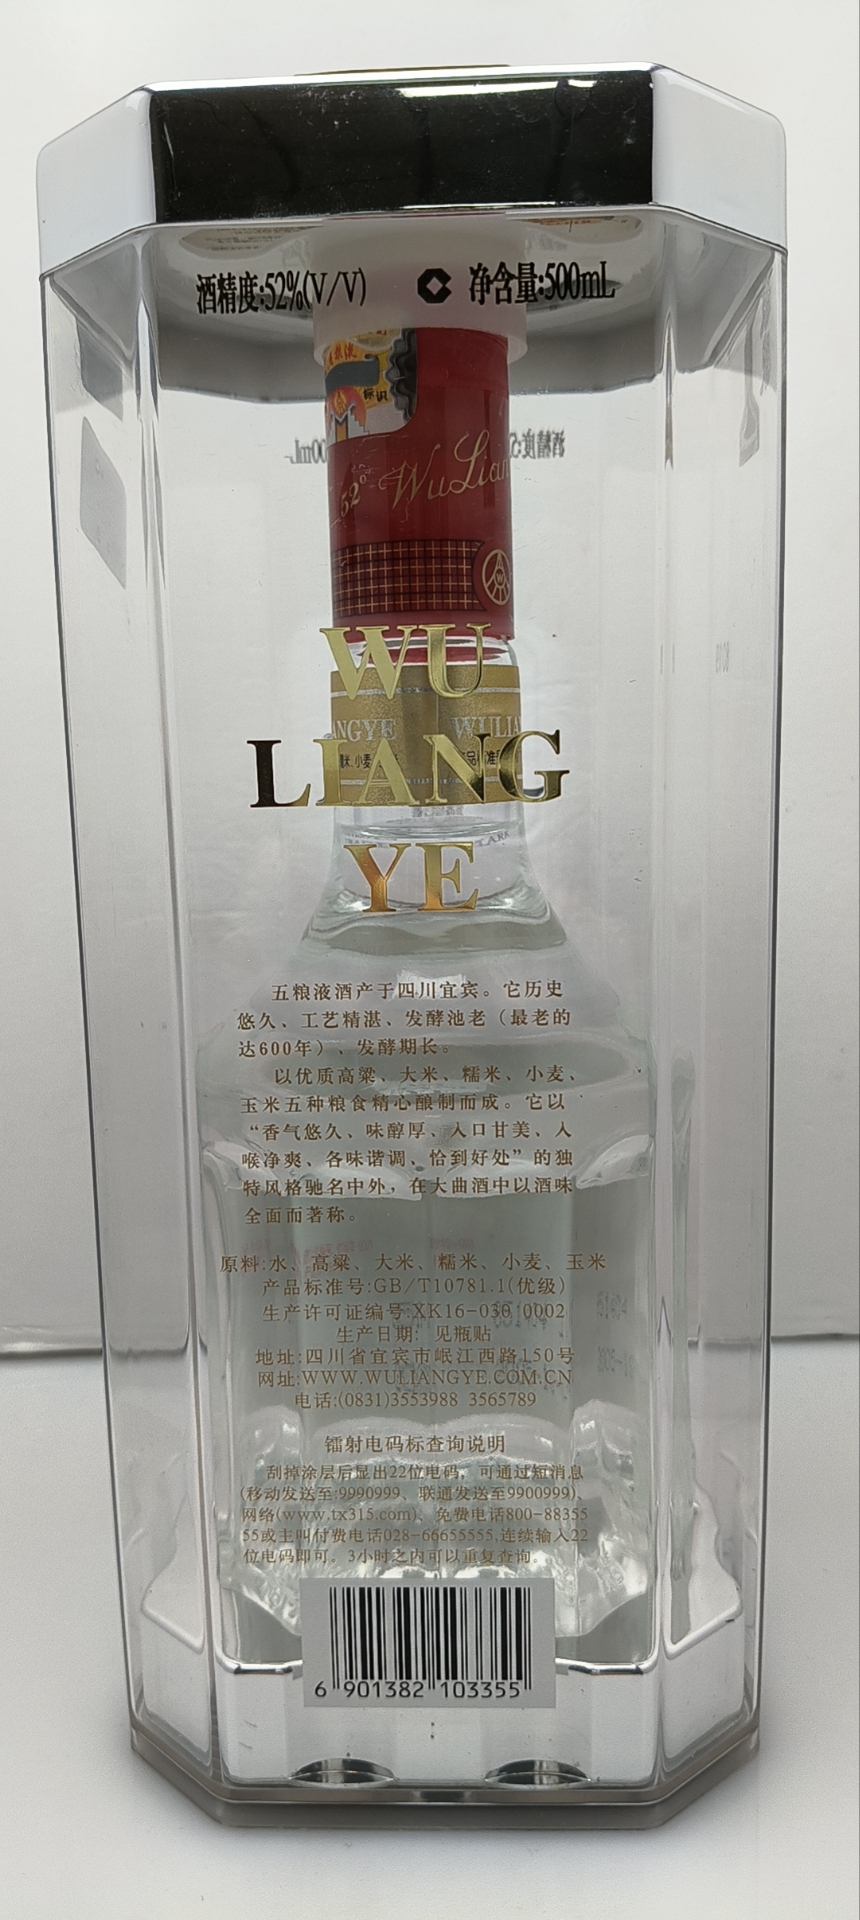 酒精度:52%(V/V) 净含量:500mL
标识
52° WuLian
WU
ANGYE WULIA
LIANG
米、小麦
YE
五粮液酒产于四川宜宾。它历史
悠久、工艺精湛、发酵池老（最老的
达600年）、发酵期长。
以优质高粱、大米、糯米、小麦、
玉米五种粮食精心酿制而成。它以
“香气悠久、味醇厚、入口甘美、入
喉净爽、各味谐调、恰到好处”的独
特风格驰名中外，在大曲酒中以酒味
全面而著称。
原料:水、高粱、大米、糯米、小麦、玉米
产品标准号:GB/T10781.1(优级)
生产许可证编号:XK16-030 0002
生产日期: 见瓶贴
地址:四川省宜宾市岷江西路150号
网址:WWW.WULIANGYE.COM.CN
电话:(0831)3553988 3565789
镭射电码标查询说明
刮掉涂层后显出22位电码，可通过短消息
(移动发送至:9990999、联通发送至9900999)、
网络(www.tx315.com)、免费电话800-88355
55或主叫付费电话028-66655555,连续输入22
位电码即可。3小时之内可以重复查询。
6 901382 103355